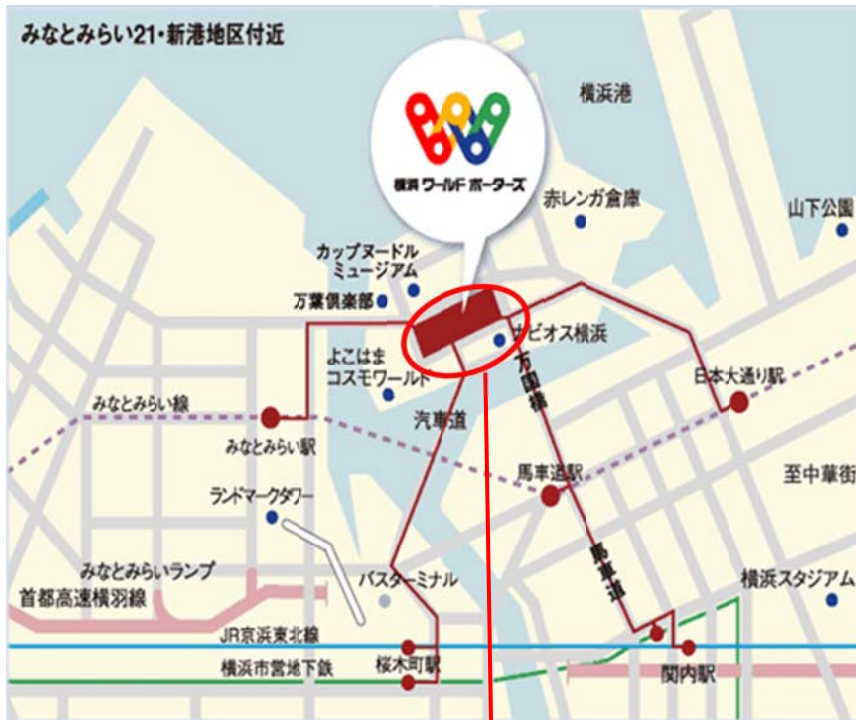 みなとみらい21・新港地区付近
横浜港
横浜 ワールド ポーターズ
赤レンガ倉庫
山下公園
カップヌードル
ミュージアム
万葉倶楽部
ナビオス横浜
よこはま
コスモワールド
万国橋
日本大通り駅
みなとみらい線
汽車道
みなとみらい駅
馬車道駅
至中華街
ランドマークタワー
馬車道
みなとみらいランプ
バスターミナル
横浜スタジアム
首都高速横羽線
JR京浜東北線
横浜市営地下鉄
桜木町駅
関内駅